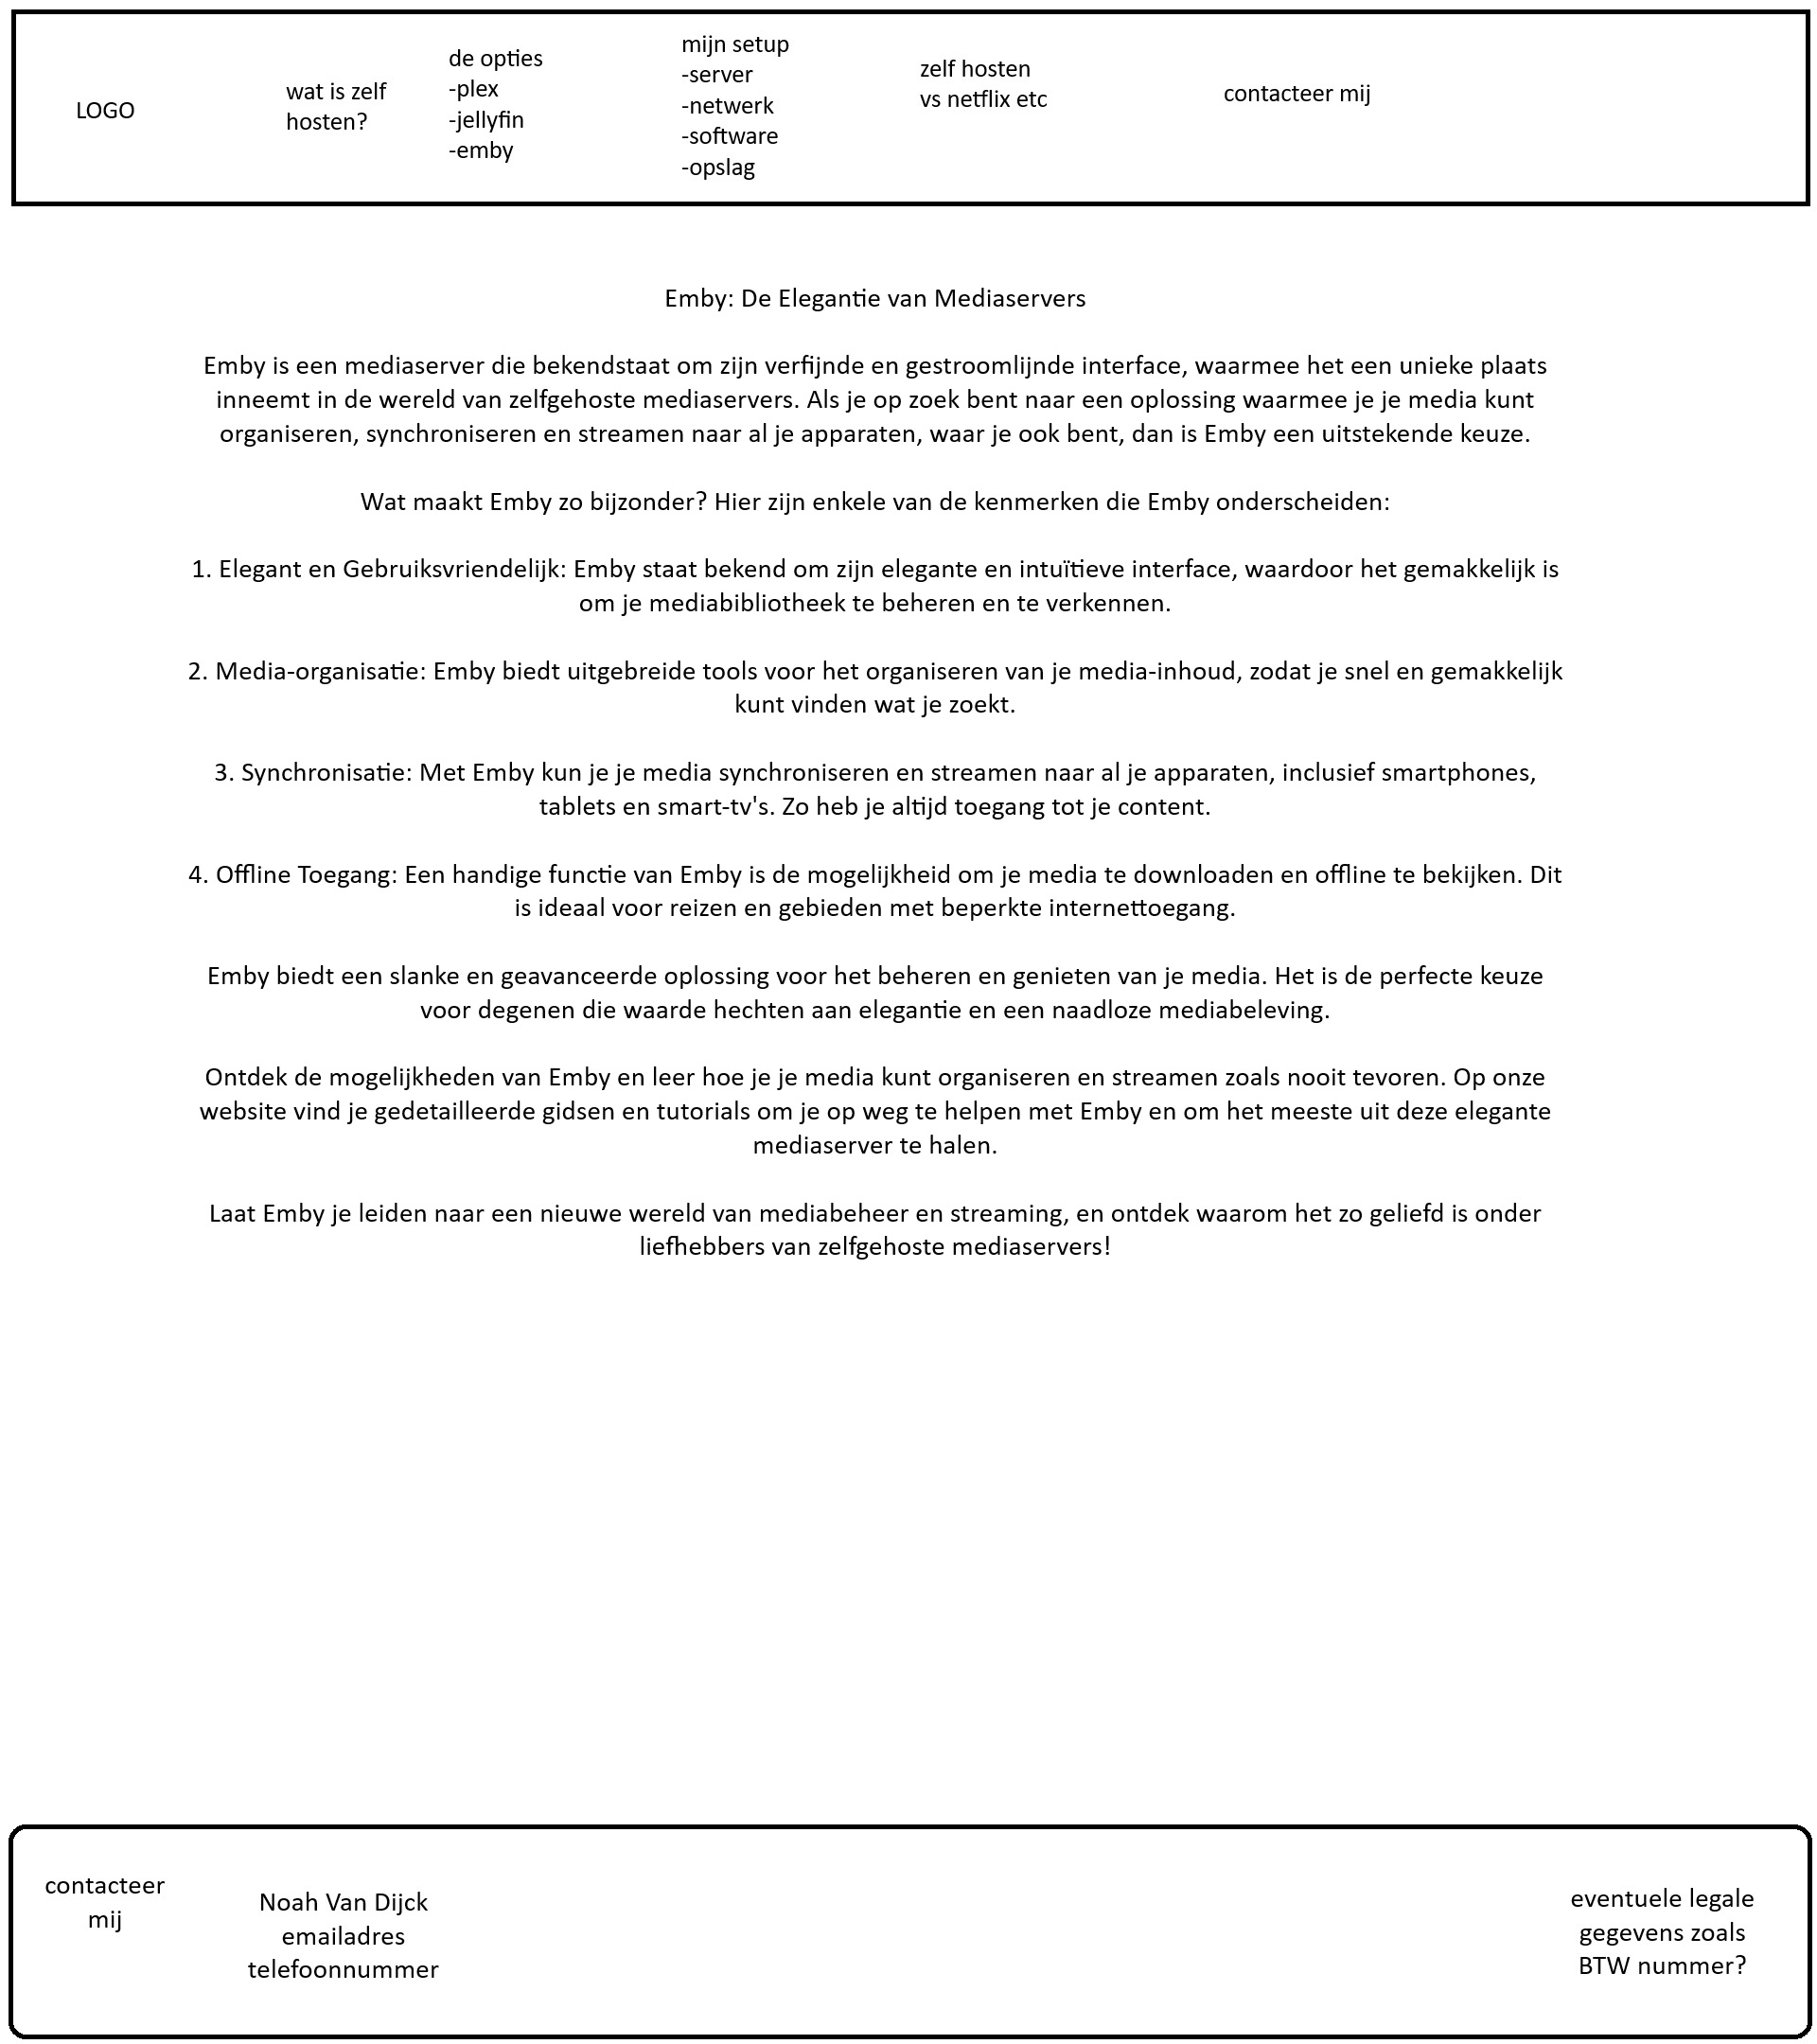 LOGO
wat is zelf
hosten?
de opties
-plex
-jellyfin
-emby
mijn setup
-server
-netwerk
-software
-opslag
zelf hosten
vs netflix etc
contacteer mij
Emby: De Elegantie van Mediaservers
Emby is een mediaserver die bekendstaat om zijn verfijnde en gestroomlijnde interface, waarmee het een unieke plaats
inneemt in de wereld van zelfgehoste mediaservers. Als je op zoek bent naar een oplossing waarmee je je media kunt
organiseren, synchroniseren en streamen naar al je apparaten, waar je ook bent, dan is Emby een uitstekende keuze.
Wat maakt Emby zo bijzonder? Hier zijn enkele van de kenmerken die Emby onderscheiden:
1. Elegant en Gebruiksvriendelijk: Emby staat bekend om zijn elegante en intuïtieve interface, waardoor het gemakkelijk is
om je mediabibliotheek te beheren en te verkennen.
2. Media-organisatie: Emby biedt uitgebreide tools voor het organiseren van je media-inhoud, zodat je snel en gemakkelijk
kunt vinden wat je zoekt.
3. Synchronisatie: Met Emby kun je je media synchroniseren en streamen naar al je apparaten, inclusief smartphones,
tablets en smart-tv's. Zo heb je altijd toegang tot je content.
4. Offline Toegang: Een handige functie van Emby is de mogelijkheid om je media te downloaden en offline te bekijken. Dit
is ideaal voor reizen en gebieden met beperkte internettoegang.
Emby biedt een slanke en geavanceerde oplossing voor het beheren en genieten van je media. Het is de perfecte keuze
voor degenen die waarde hechten aan elegantie en een naadloze mediabeleving.
Ontdek de mogelijkheden van Emby en leer hoe je je media kunt organiseren en streamen zoals nooit tevoren. Op onze
website vind je gedetailleerde gidsen en tutorials om je op weg te helpen met Emby en om het meeste uit deze elegante
mediaserver te halen.
Laat Emby je leiden naar een nieuwe wereld van mediabeheer en streaming, en ontdek waarom het zo geliefd is onder
liefhebbers van zelfgehoste mediaservers!
contacteer
mij
Noah Van Dijck
emailadres
telefoonnummer
eventuele legale
gegevens zoals
BTW nummer?